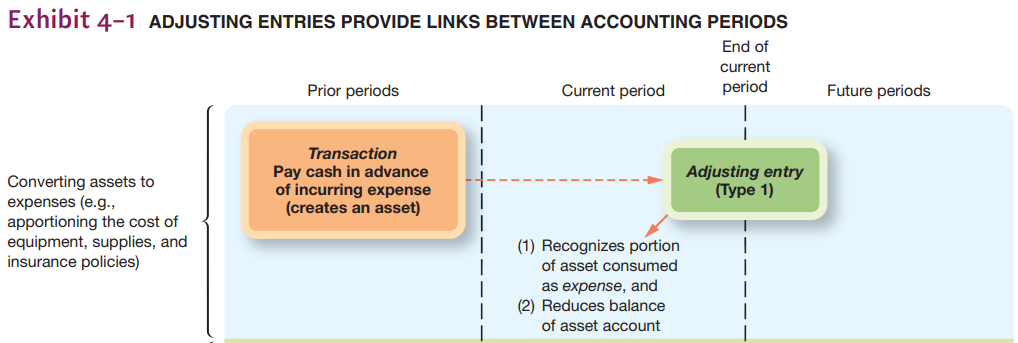 Exhibit 4–1 ADJUSTING ENTRIES PROVIDE LINKS BETWEEN ACCOUNTING PERIODS
End of
current
period
Prior periods
Current period
Future periods
Converting assets to
expenses (e.g.,
apportioning the cost of
equipment, supplies, and
insurance policies)
Transaction
Pay cash in advance
of incurring expense
(creates an asset)
Adjusting entry
(Type 1)
(1) Recognizes portion
of asset consumed
as expense, and
(2) Reduces balance
of asset account